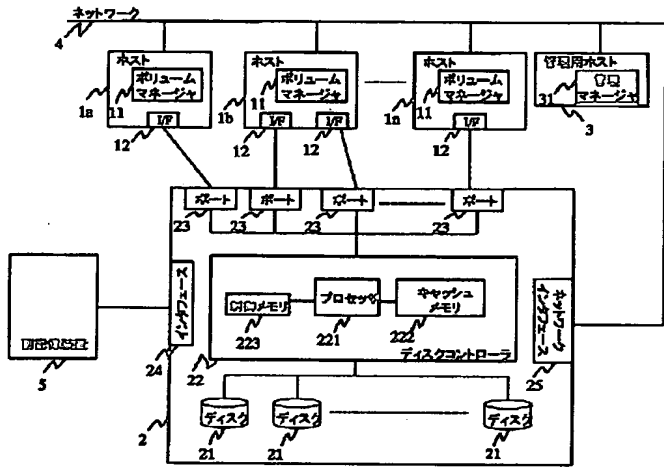 ネットワーク
4
ホスト
ボリューム
マネージャ
11
1a
I/F
12
ホスト
ボリューム
マネージャ
11
1b
I/F
I/F
12
12
ホスト
ボリューム
マネージャ
11
1n
I/F
12
ホスト
31
マネージャ
3
ポート
ポート
ポート
ポート
23
23
23
23
エージェント
24
メモリ
223
プロセッサ
221
キャッシュ
メモリ
222
ディスクコントローラ
22
ネットワーク
インタフェース
25
5
ディスク
ディスク
ディスク
21
21
21
2